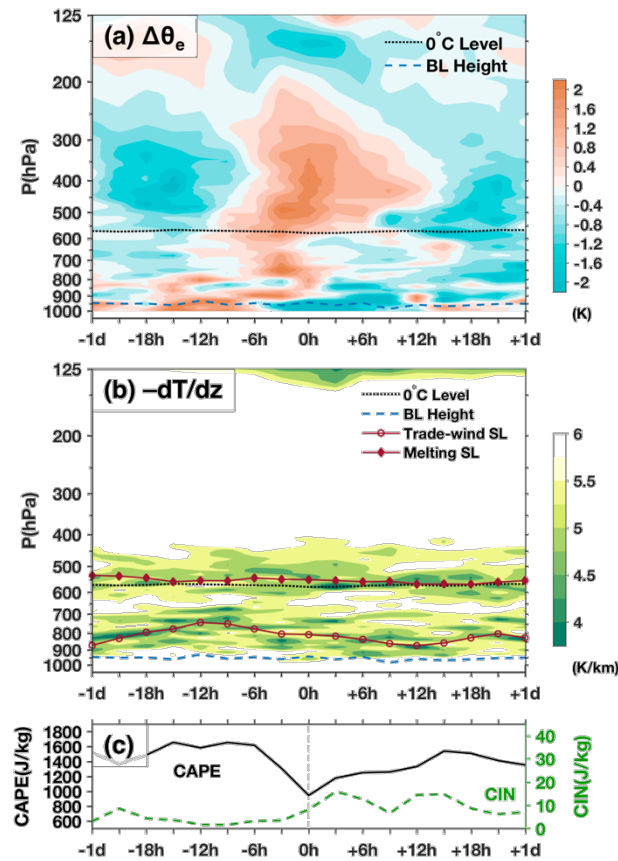 (a) Δθe
0°C Level
BL Height
P(hPa)
125
200
300
400
500
600
700
800
900
1000
-1d -18h -12h -6h 0h +6h +12h +18h +1d
2
1.6
1.2
0.8
0.4
0
-0.4
-0.8
-1.2
-1.6
-2
(K)
(b) –dT/dz
0°C Level
BL Height
Trade-wind SL
Melting SL
P(hPa)
125
200
300
400
500
600
700
800
900
1000
-1d -18h -12h -6h 0h +6h +12h +18h +1d
6
5.5
5
4.5
4
(K/km)
(c)
CAPE(J/kg)
1800
1600
1400
1200
1000
800
600
CAPE
CIN
40
30
20
10
0
CIN(J/kg)
-1d -18h -12h -6h 0h +6h +12h +18h +1d